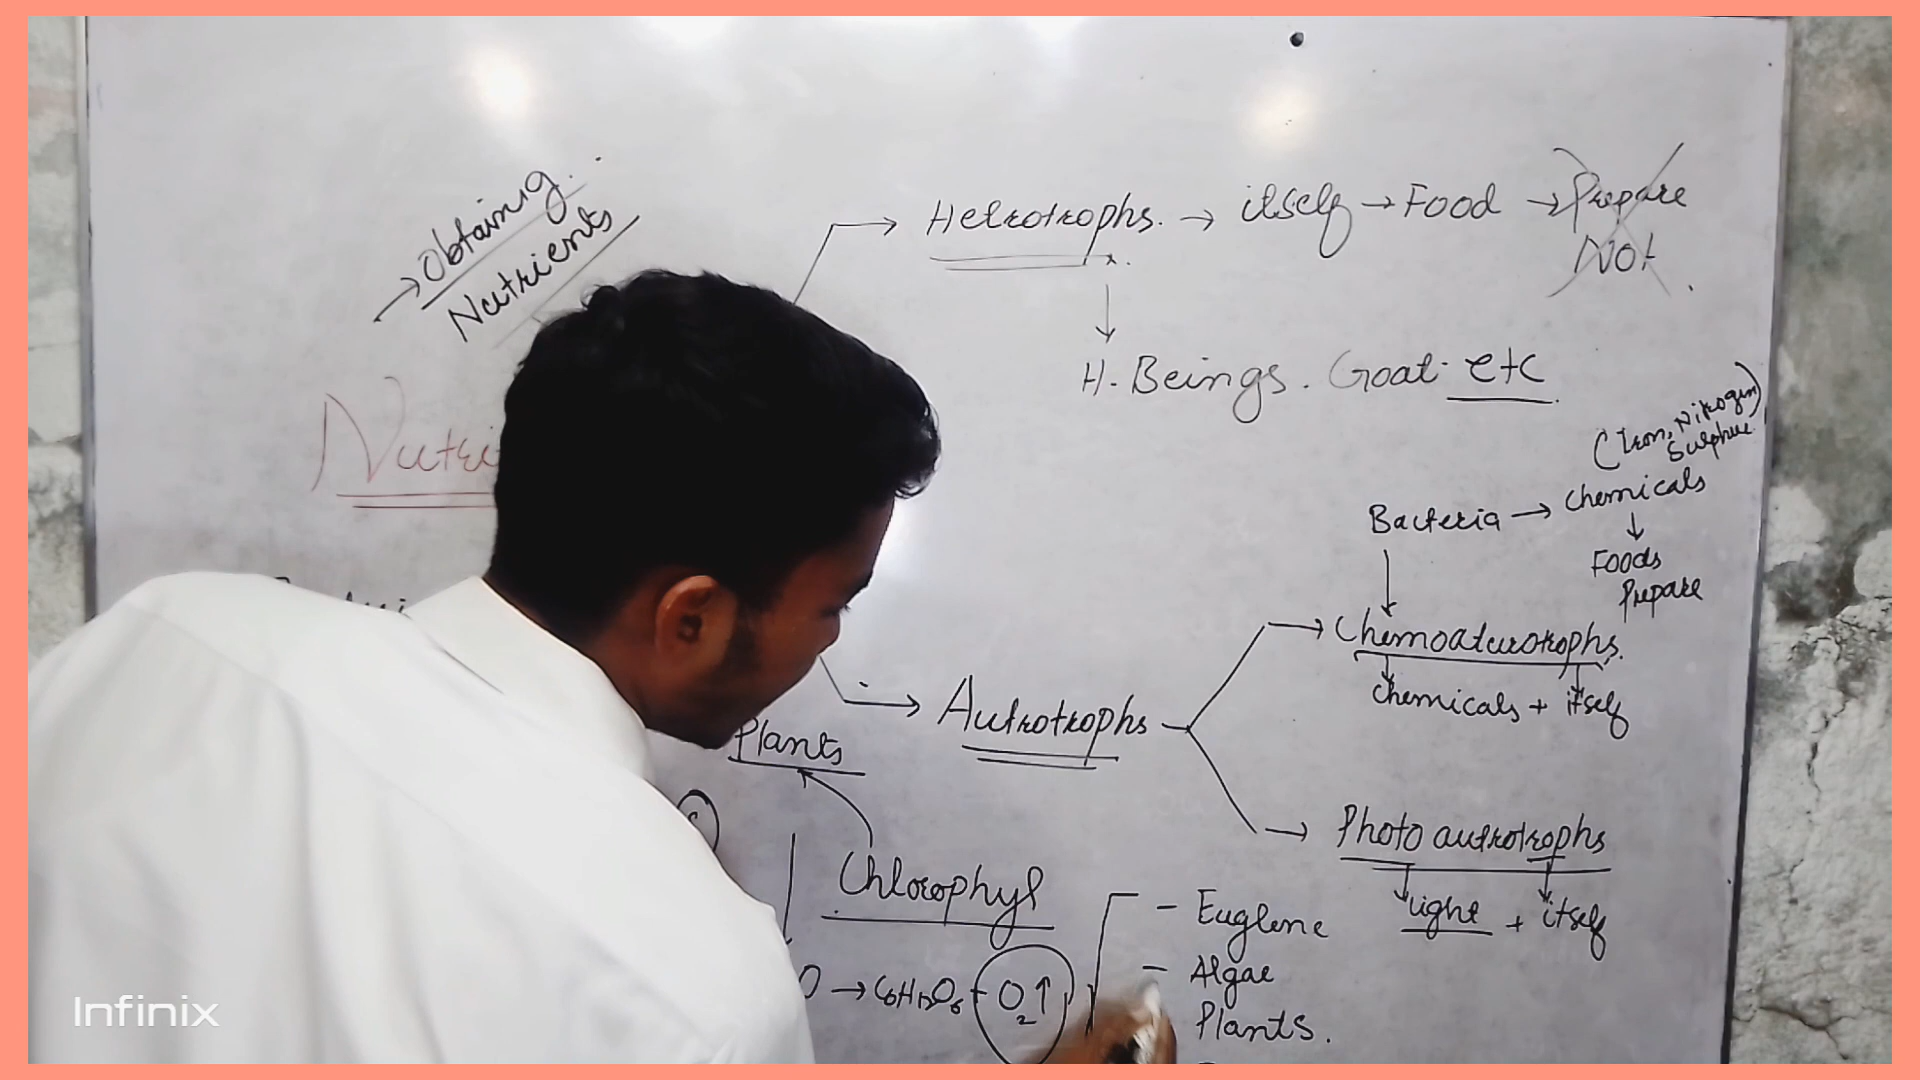 → Obtaining
Nutrients
→ Hetrotrophs. → itself → Food → Prepare
Not
H. Beings. Goat. etc
(Iron, Nitrogen)
Sulphur
Bacteria → Chemicals
↓
Foods
Prepare
→ Chemoaturotrophs.
Chemicals + itself
→ Autrotrophs
Plants
→ Photo autrotrophs
light + itself
Chlorophyl
- Euglene
- Algae
Plants.
O → C6H12O6 + O2↑
Infinix